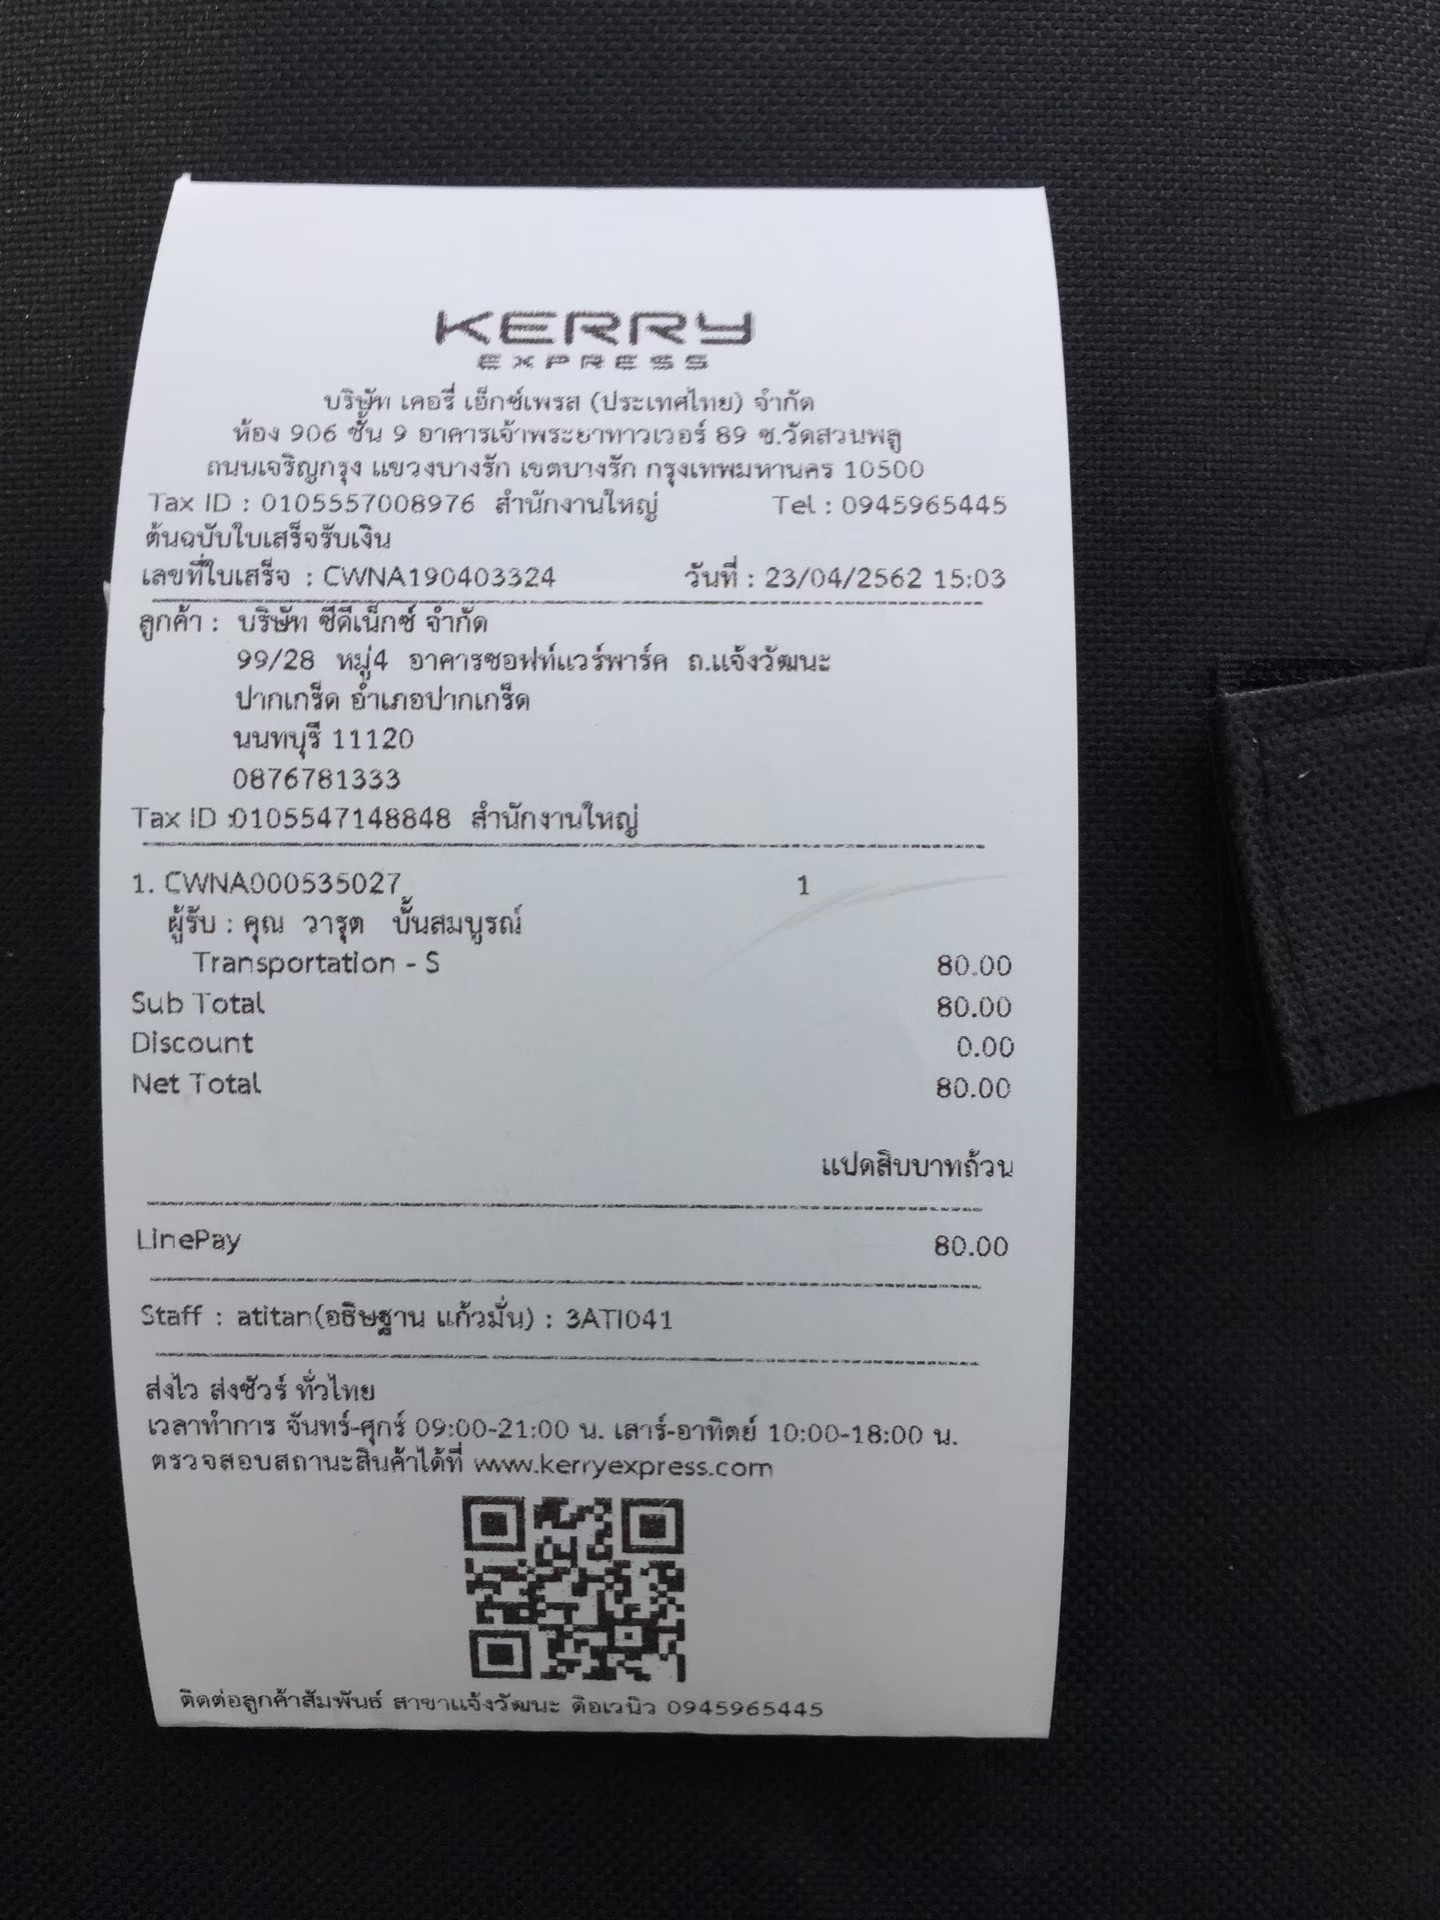 KERRY
EXPRESS
บริษัท เคอรี่ เอ็กซ์เพรส (ประเทศไทย) จำกัด
ห้อง 906 ชั้น 9 อาคารเจ้าพระยาทาวเวอร์ 89 ซ.วัดสวนพลู
ถนนเจริญกรุง แขวงบางรัก เขตบางรัก กรุงเทพมหานคร 10500
Tax ID : 0105557008976 สำนักงานใหญ่ Tel : 0945965445
ต้นฉบับใบเสร็จรับเงิน
เลขที่ใบเสร็จ : CWNA190403324 วันที่ : 23/04/2562 15:03
ลูกค้า : บริษัท ซีดีเน็กซ์ จำกัด
99/28 หมู่4 อาคารซอฟท์แวร์พาร์ค ถ.แจ้งวัฒนะ
ปากเกร็ด อำเภอปากเกร็ด
นนทบุรี 11120
0876781333
Tax ID :0105547148848 สำนักงานใหญ่
1. CWNA000535027 1
ผู้รับ : คุณ วารุต บั้นสมบูรณ์
Transportation - S 80.00
Sub Total 80.00
Discount 0.00
Net Total 80.00
แปดสิบบาทถ้วน
LinePay 80.00
Staff : atitan(อธิษฐาน แก้วมั่น) : 3ATI041
ส่งไว ส่งชัวร์ ทั่วไทย
เวลาทำการ จันทร์-ศุกร์ 09:00-21:00 น. เสาร์-อาทิตย์ 10:00-18:00 น.
ตรวจสอบสถานะสินค้าได้ที่ www.kerryexpress.com
ติดต่อลูกค้าสัมพันธ์ สาขาแจ้งวัฒนะ ดิอเวนิว 0945965445